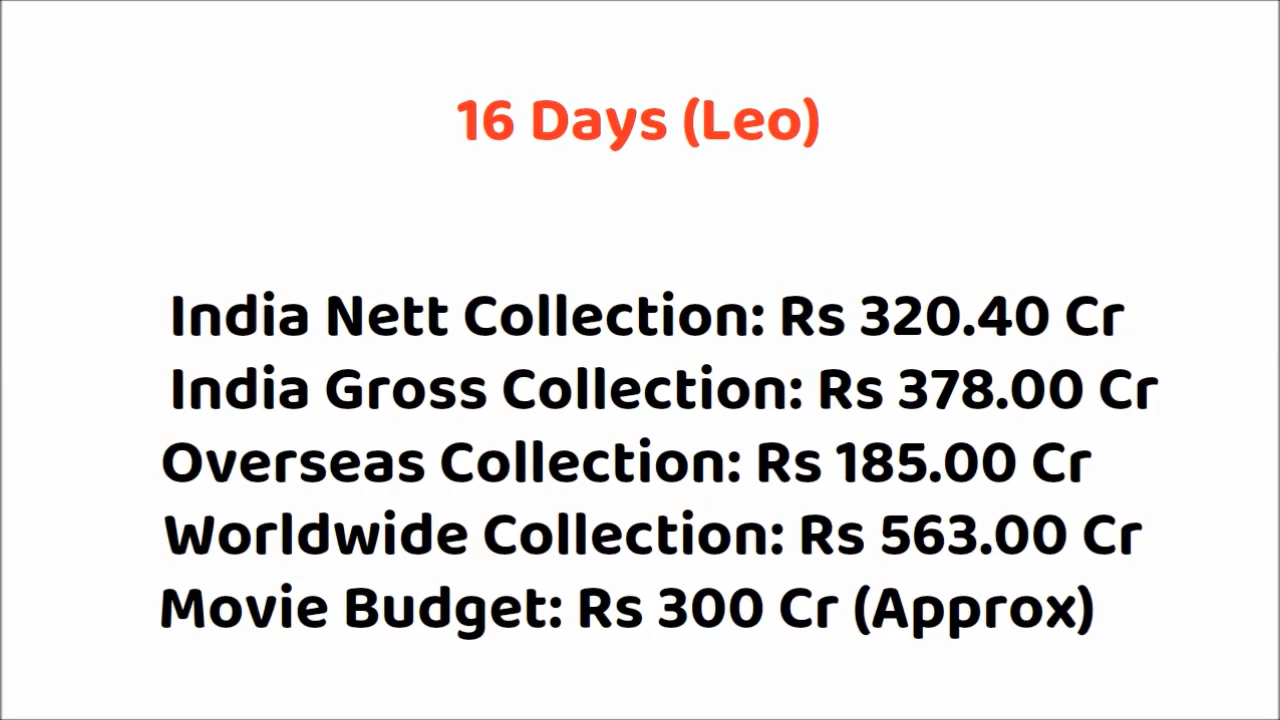 16 Days (Leo)
India Nett Collection: Rs 320.40 Cr
India Gross Collection: Rs 378.00 Cr
Overseas Collection: Rs 185.00 Cr
Worldwide Collection: Rs 563.00 Cr
Movie Budget: Rs 300 Cr (Approx)